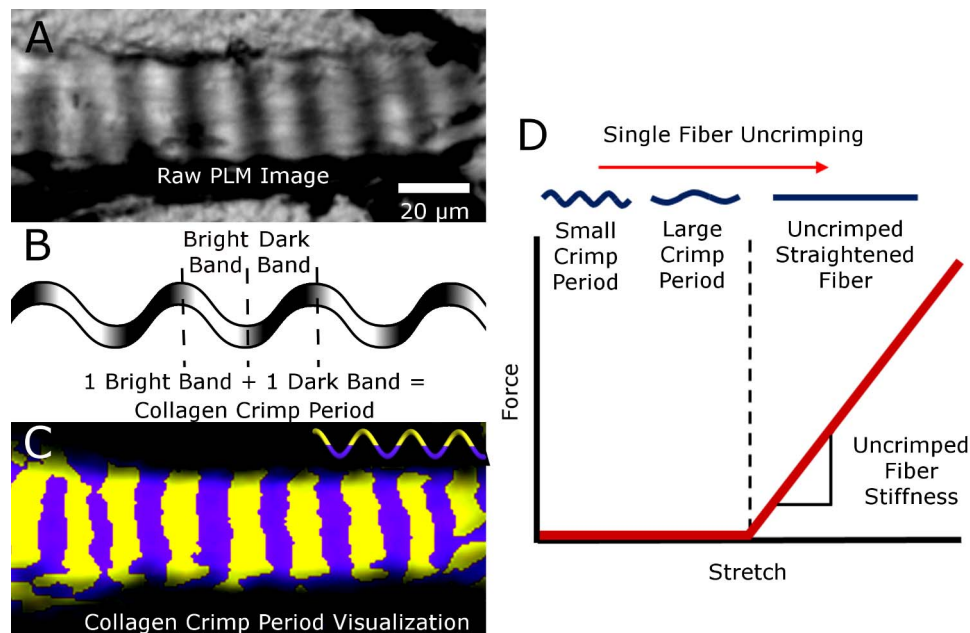 A
Raw PLM Image
20 μm
B
Bright Dark
Band Band
1 Bright Band + 1 Dark Band =
Collagen Crimp Period
C
Collagen Crimp Period Visualization
D
Single Fiber Uncrimping
Small
Crimp
Period
Large
Crimp
Period
Uncrimped
Straightened
Fiber
Force
Uncrimped
Fiber
Stiffness
Stretch